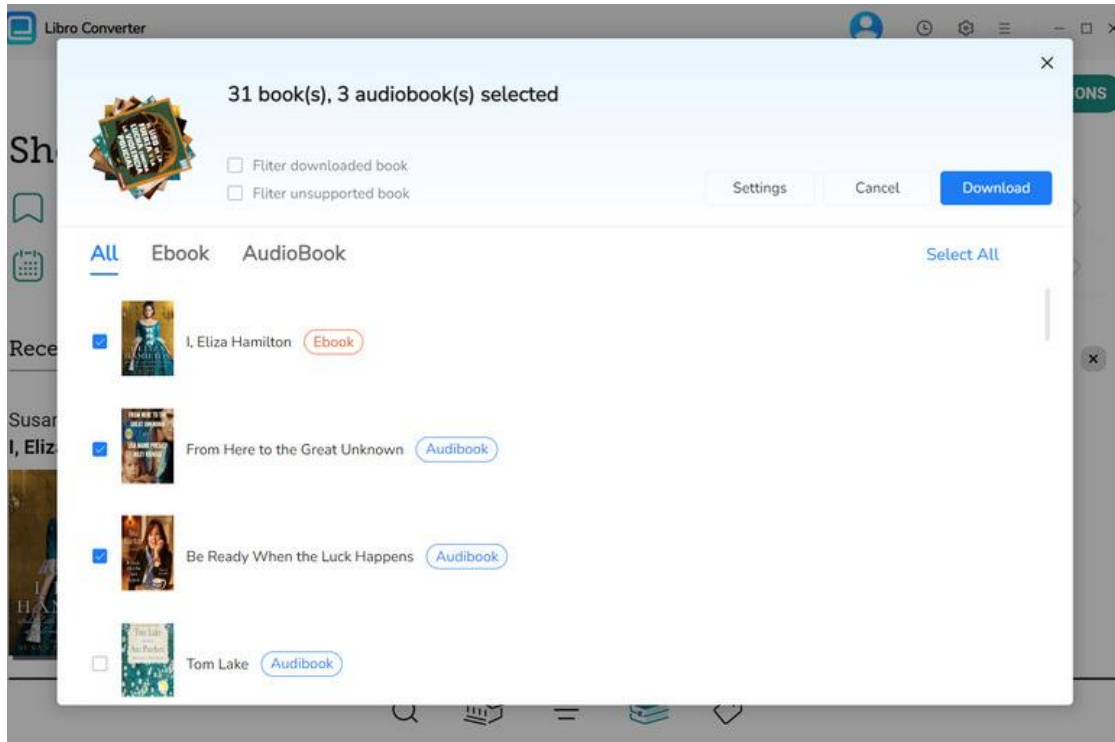 Libro Converter
31 book(s), 3 audiobook(s) selected
Fliter downloaded book
Fliter unsupported book
Settings
Cancel
Download
ONS
Sh
All
Ebook
AudioBook
Select All
I, Eliza Hamilton
Ebook
Rece
From Here to the Great Unknown
Audibook
Susan
I, Eliz
Be Ready When the Luck Happens
Audibook
Tom Lake
Audibook